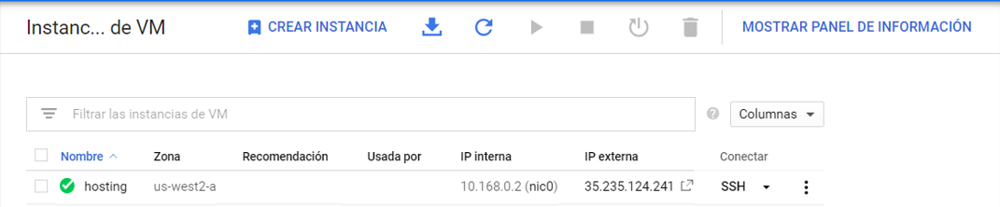 Instanc... de VM CREAR INSTANCIA MOSTRAR PANEL DE INFORMACIÓN
Filtrar las instancias de VM ? Columnas
Nombre Zona Recomendación Usada por IP interna IP externa Conectar
hosting us-west2-a 10.168.0.2 (nic0) 35.235.124.241 SSH